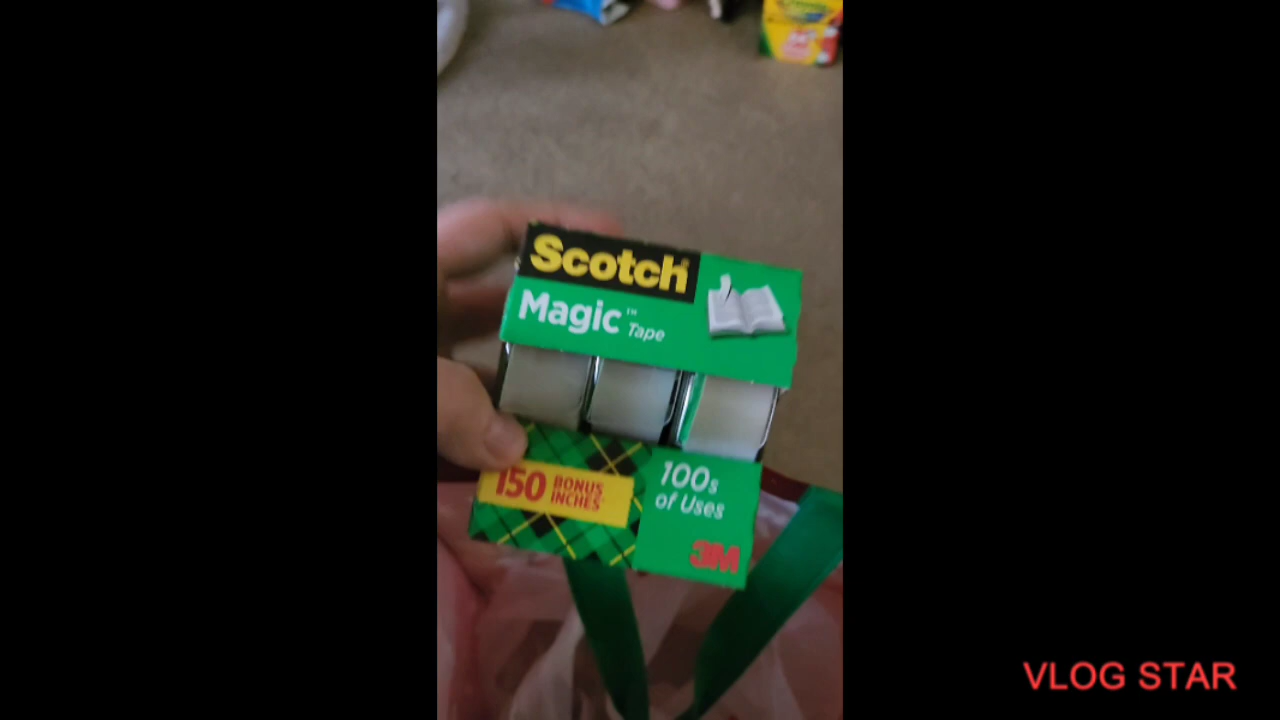 Scotch
Magic™ Tape
150 BONUS INCHES
100s
of Uses
3M
VLOG STAR